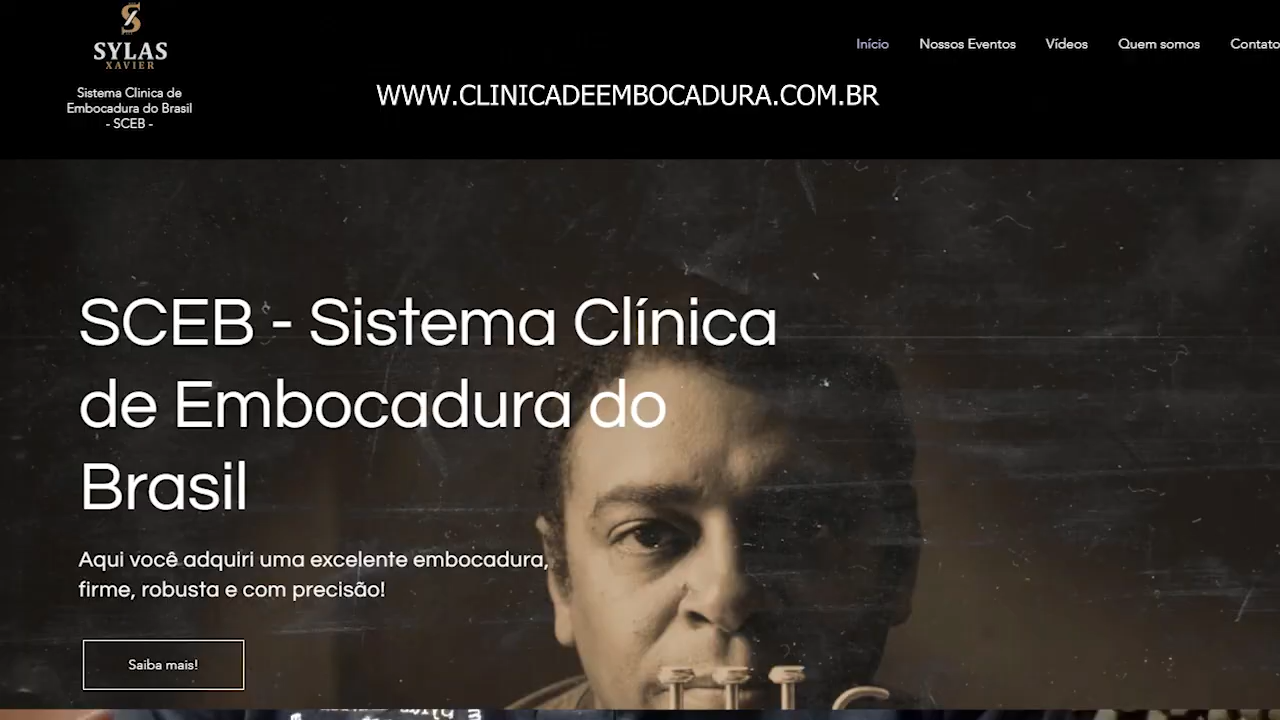 SYLAS
XAVIER
Sistema Clinica de
Embocadura do Brasil
- SCEB -
Início
Nossos Eventos
Vídeos
Quem somos
Contato
WWW.CLINICADEEMBOCADURA.COM.BR
SCEB - Sistema Clínica
de Embocadura do
Brasil
Aqui você adquiri uma excelente embocadura,
firme, robusta e com precisão!
Saiba mais!